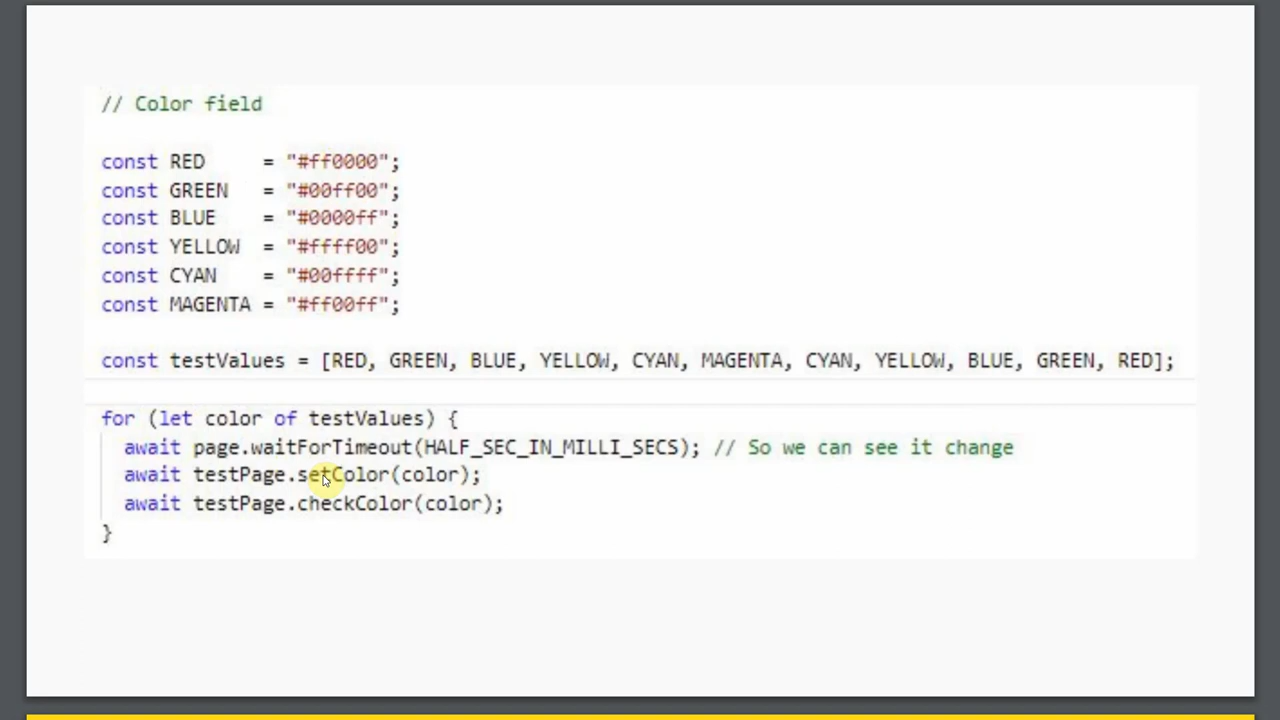 // Color field
const RED     = "#ff0000";
const GREEN   = "#00ff00";
const BLUE    = "#0000ff";
const YELLOW  = "#ffff00";
const CYAN    = "#00ffff";
const MAGENTA = "#ff00ff";
const testValues = [RED, GREEN, BLUE, YELLOW, CYAN, MAGENTA, CYAN, YELLOW, BLUE, GREEN, RED];
for (let color of testValues) {
  await page.waitForTimeout(HALF_SEC_IN_MILLI_SECS); // So we can see it change
  await testPage.setColor(color);
  await testPage.checkColor(color);
}